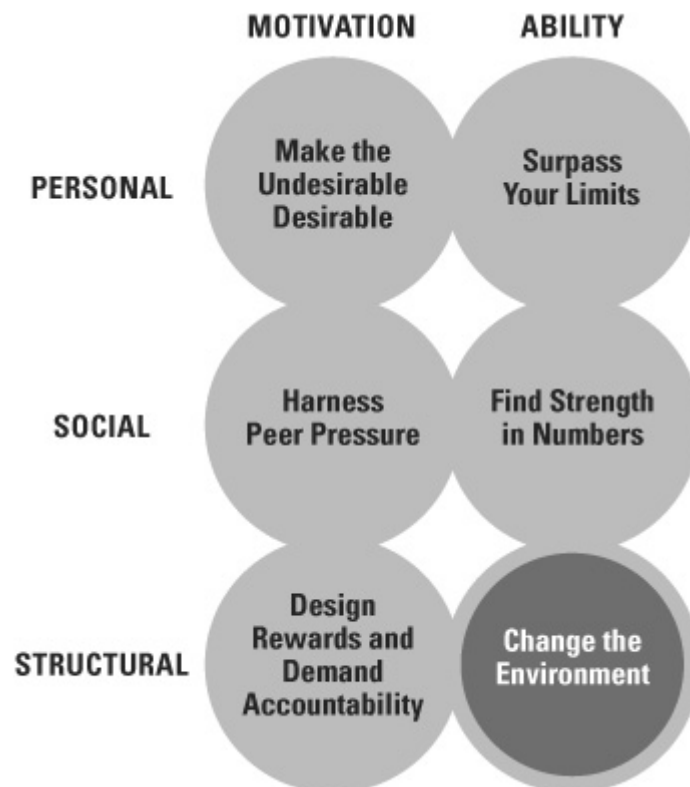 MOTIVATION ABILITY
PERSONAL
Make the
Undesirable
Desirable
Surpass
Your Limits
SOCIAL
Harness
Peer Pressure
Find Strength
in Numbers
STRUCTURAL
Design
Rewards and
Demand
Accountability
Change the
Environment